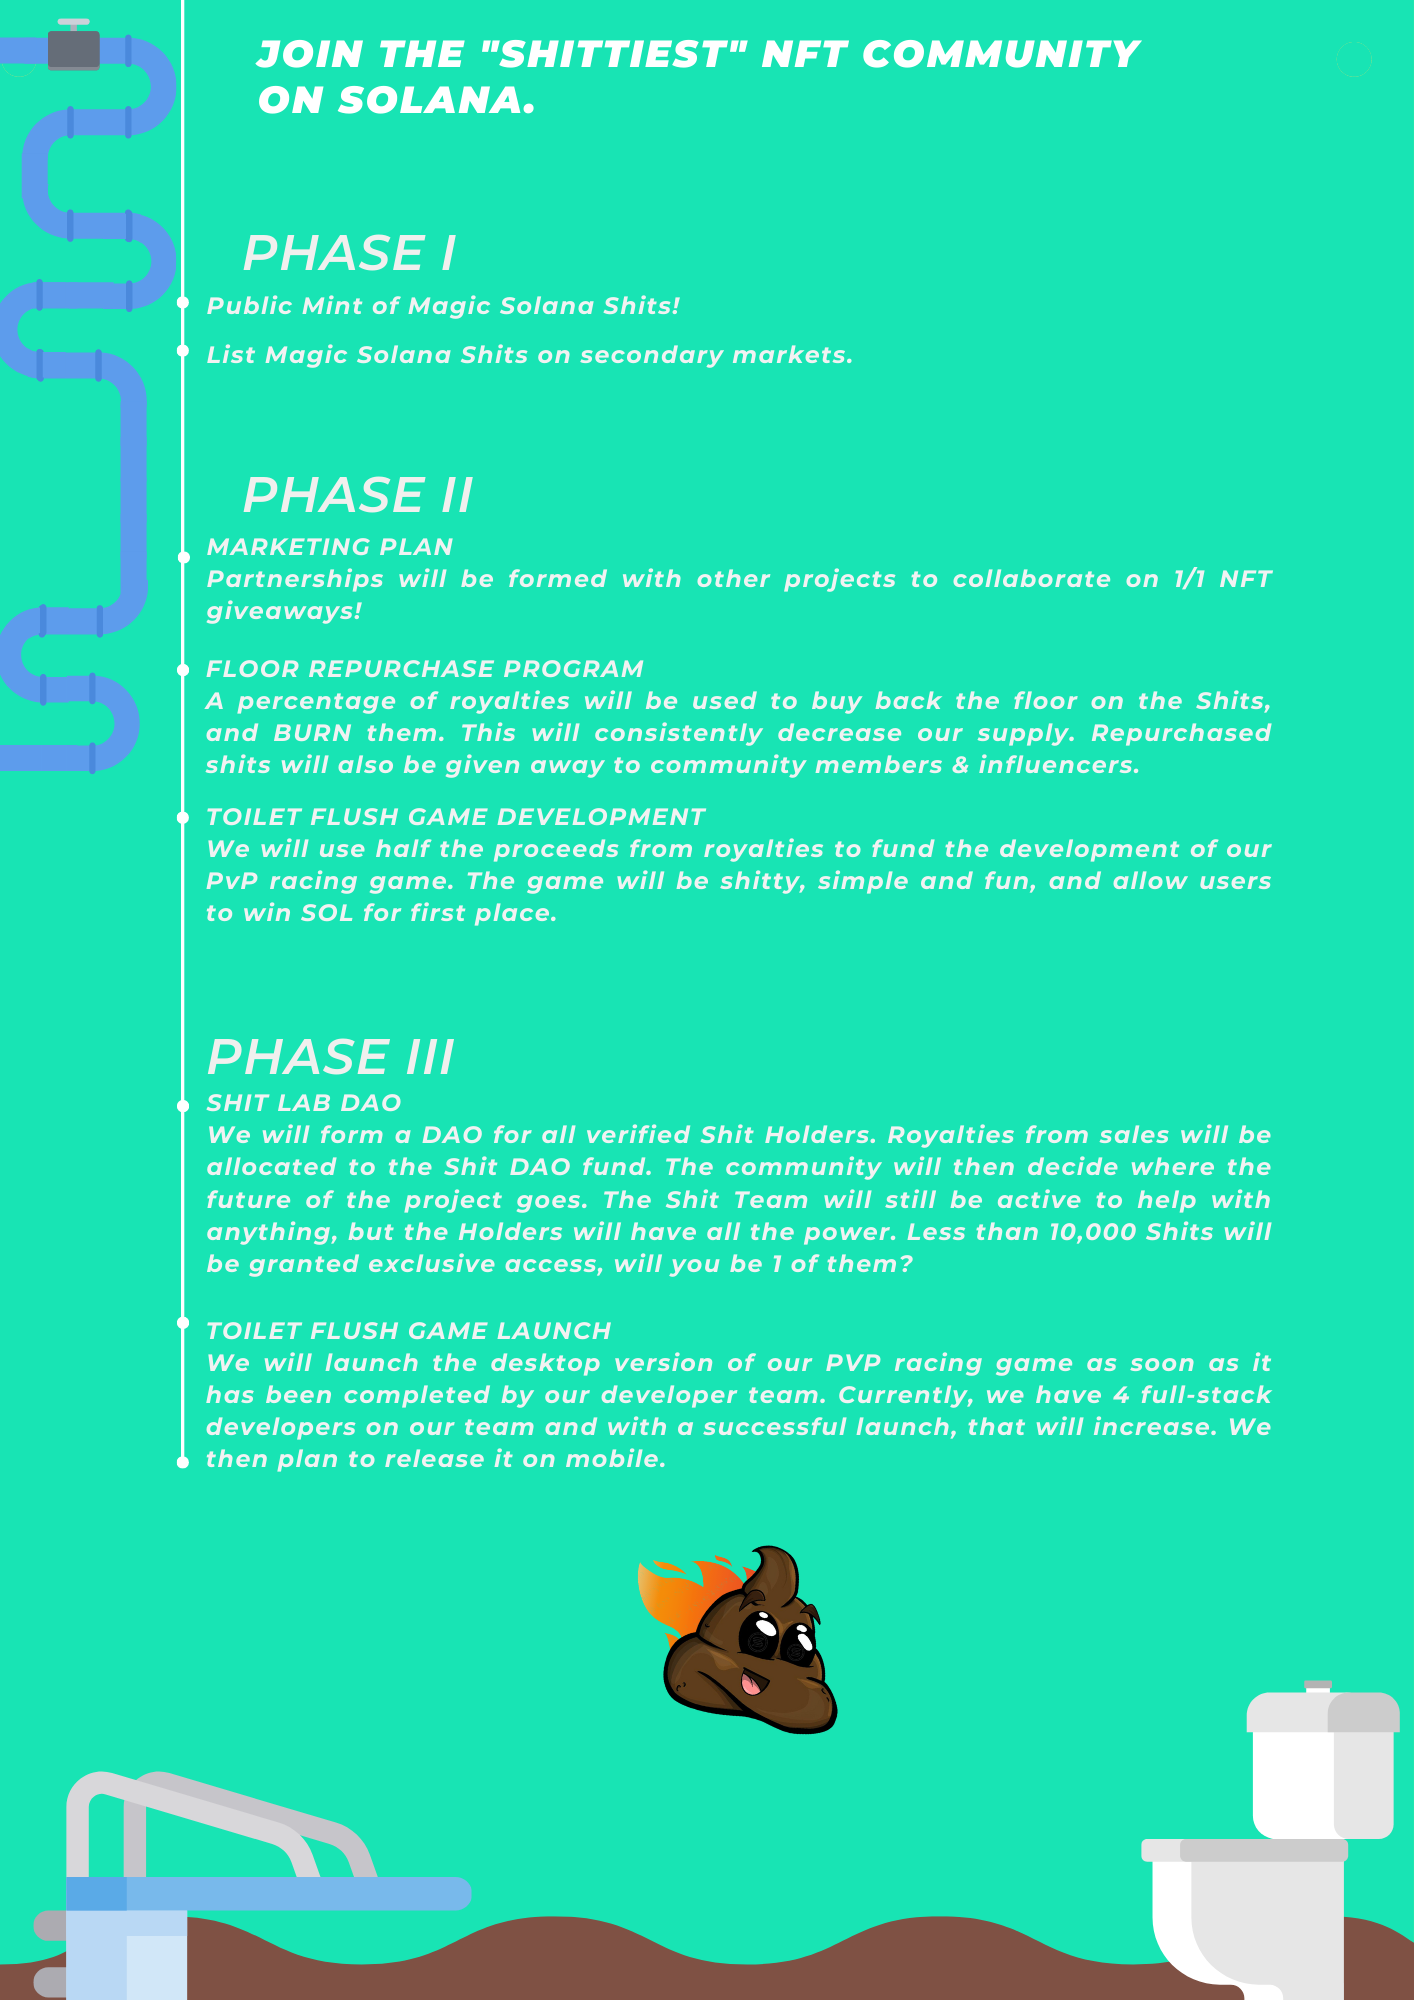 JOIN THE "SHITTIEST" NFT COMMUNITY
ON SOLANA.
PHASE I
Public Mint of Magic Solana Shits!
List Magic Solana Shits on secondary markets.
PHASE II
MARKETING PLAN
Partnerships will be formed with other projects to collaborate on 1/1 NFT
giveaways!
FLOOR REPURCHASE PROGRAM
A percentage of royalties will be used to buy back the floor on the Shits,
and BURN them. This will consistently decrease our supply. Repurchased
shits will also be given away to community members & influencers.
TOILET FLUSH GAME DEVELOPMENT
We will use half the proceeds from royalties to fund the development of our
PvP racing game. The game will be shitty, simple and fun, and allow users
to win SOL for first place.
PHASE III
SHIT LAB DAO
We will form a DAO for all verified Shit Holders. Royalties from sales will be
allocated to the Shit DAO fund. The community will then decide where the
future of the project goes. The Shit Team will still be active to help with
anything, but the Holders will have all the power. Less than 10,000 Shits will
be granted exclusive access, will you be 1 of them?
TOILET FLUSH GAME LAUNCH
We will launch the desktop version of our PVP racing game as soon as it
has been completed by our developer team. Currently, we have 4 full-stack
developers on our team and with a successful launch, that will increase. We
then plan to release it on mobile.